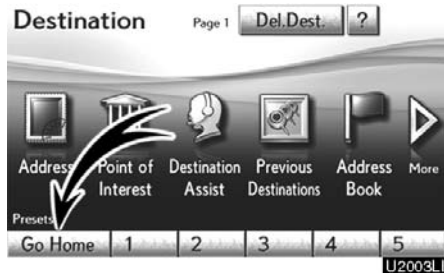 Destination Page 1 Del.Dest. ?
Address Point of Interest Destination Assist Previous Destinations Address Book More
Presets
Go Home 1 2 3 4 5
U2003LU